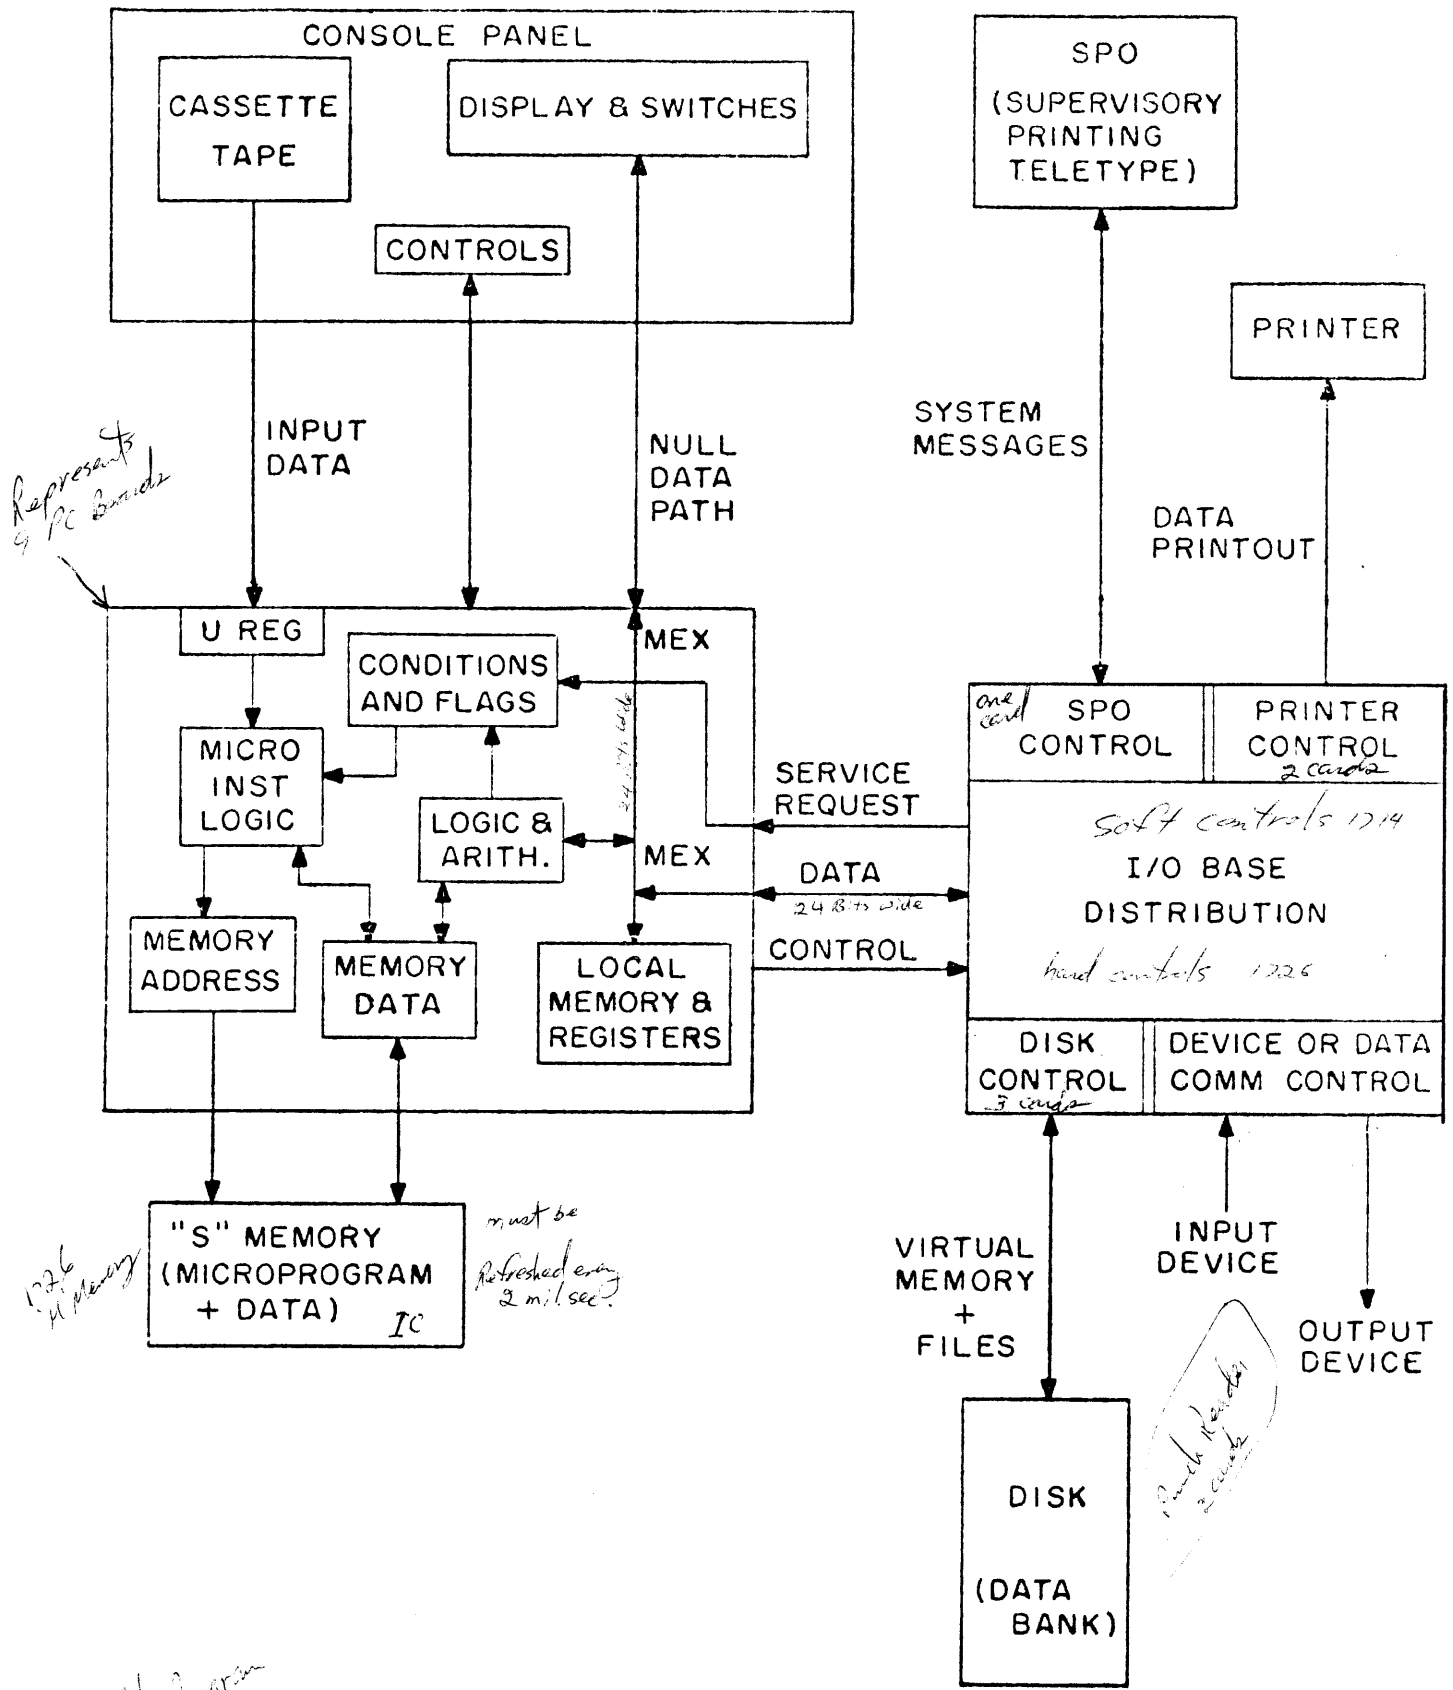 CONSOLE PANEL
CASSETTE
TAPE
DISPLAY & SWITCHES
CONTROLS
SPO
(SUPERVISORY
PRINTING
TELETYPE)
PRINTER
INPUT
DATA
NULL
DATA
PATH
SYSTEM
MESSAGES
DATA
PRINTOUT
Represents
9 PC Boards
U REG
MEX
CONDITIONS
AND FLAGS
24 Bits wide
MICRO
INST
LOGIC
LOGIC &
ARITH.
MEX
SERVICE
REQUEST
DATA
24 Bits wide
CONTROL
MEMORY
ADDRESS
MEMORY
DATA
LOCAL
MEMORY &
REGISTERS
one
card
SPO
CONTROL
PRINTER
CONTROL
2 cards
Soft controls 1714
I/O BASE
DISTRIBUTION
hard controls 1726
DISK
CONTROL
3 cards
DEVICE OR DATA
COMM CONTROL
"S" MEMORY
(MICROPROGRAM
+ DATA)
IC
1726
M Memory
must be
Refreshed every
2 mil. sec.
VIRTUAL
MEMORY
+
FILES
INPUT
DEVICE
OUTPUT
DEVICE
Punch Reader
2 cards
DISK
(DATA
BANK)